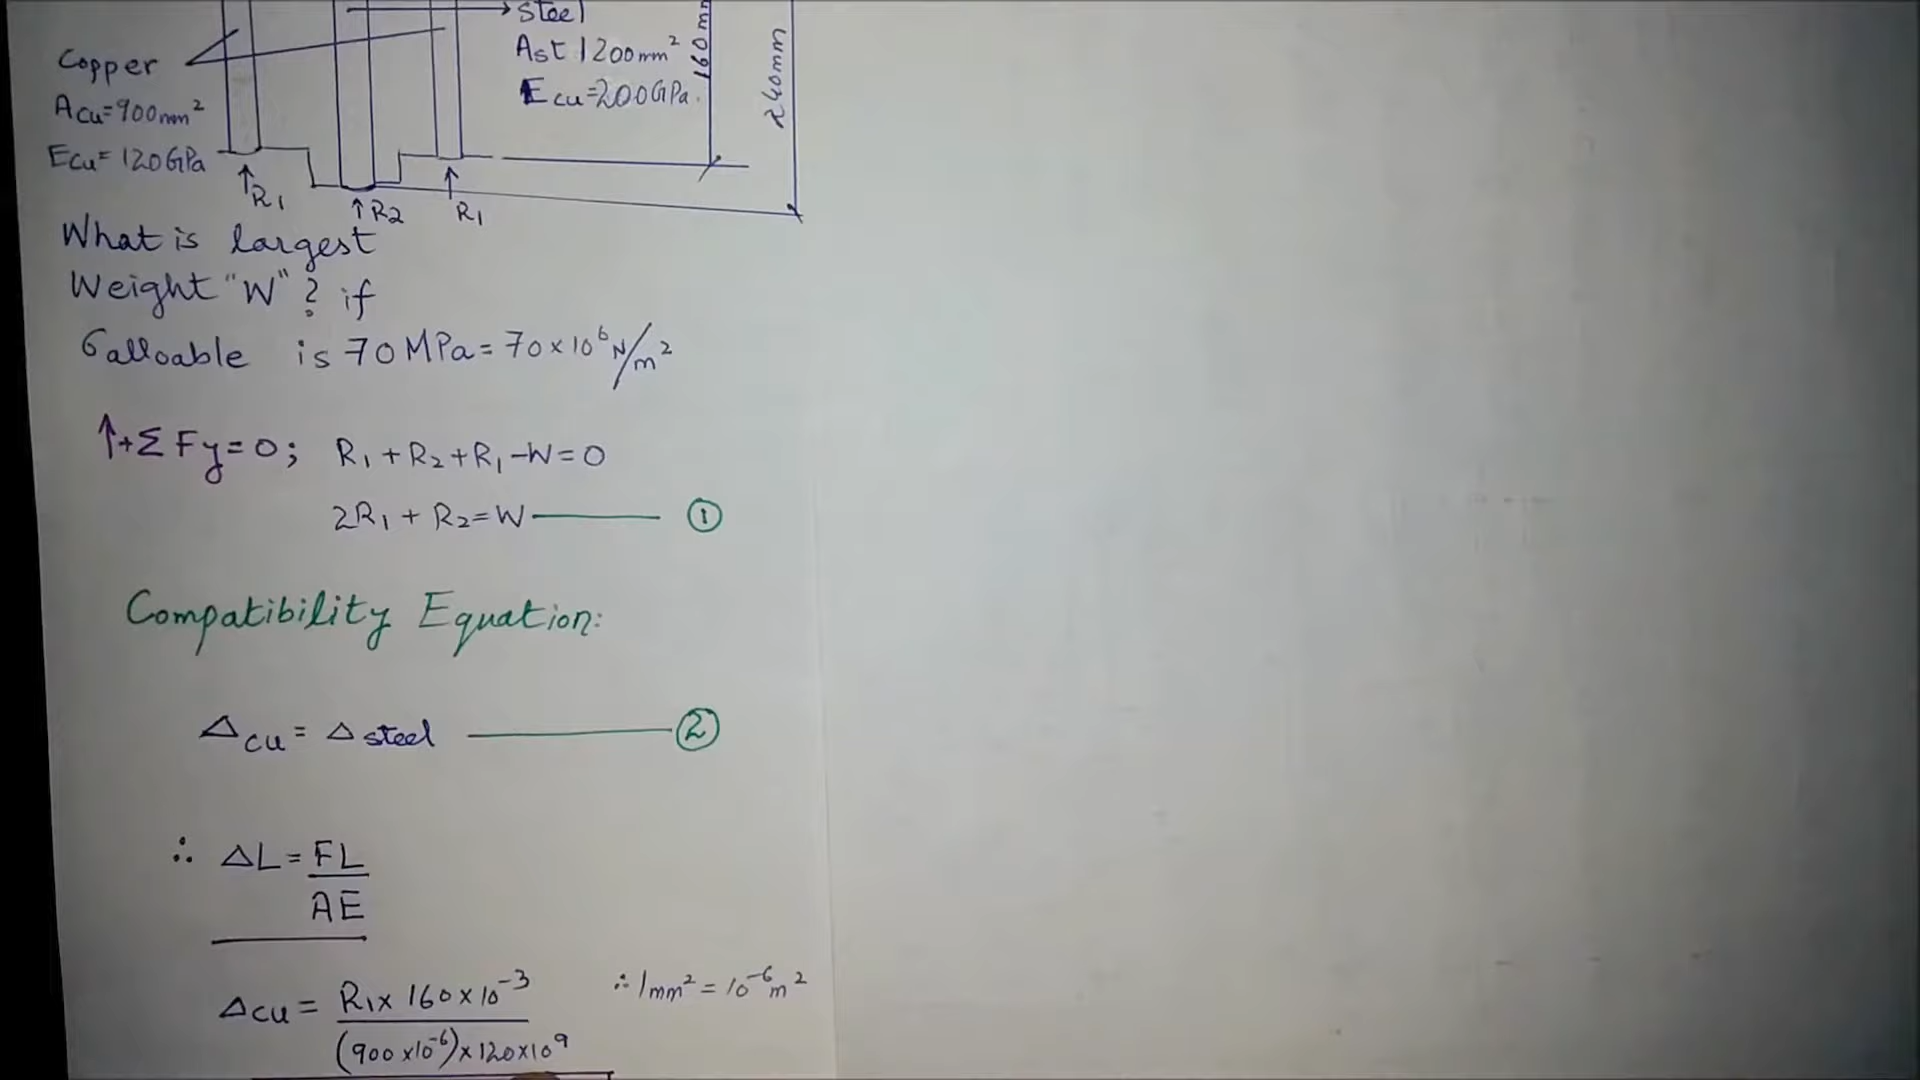 Steel
Ast 1200mm²
Ecu=200GPa.
160mm
240mm
Copper
Acu=900mm²
Ecu=120GPa
R1
R2
R1
What is largest
Weight "W"? if
σalloable is 70 MPa = 70×10⁶ N/m²
↑+ΣFy=0; R1+R2+R1-W=0
2R1+R2=W ①
Compatibility Equation:
Δcu=Δsteel ②
∴ ΔL=FL
AE
Δcu = R1×160×10⁻³ ∴1mm²=10⁻⁶m²
(900×10⁻⁶)×120×10⁹